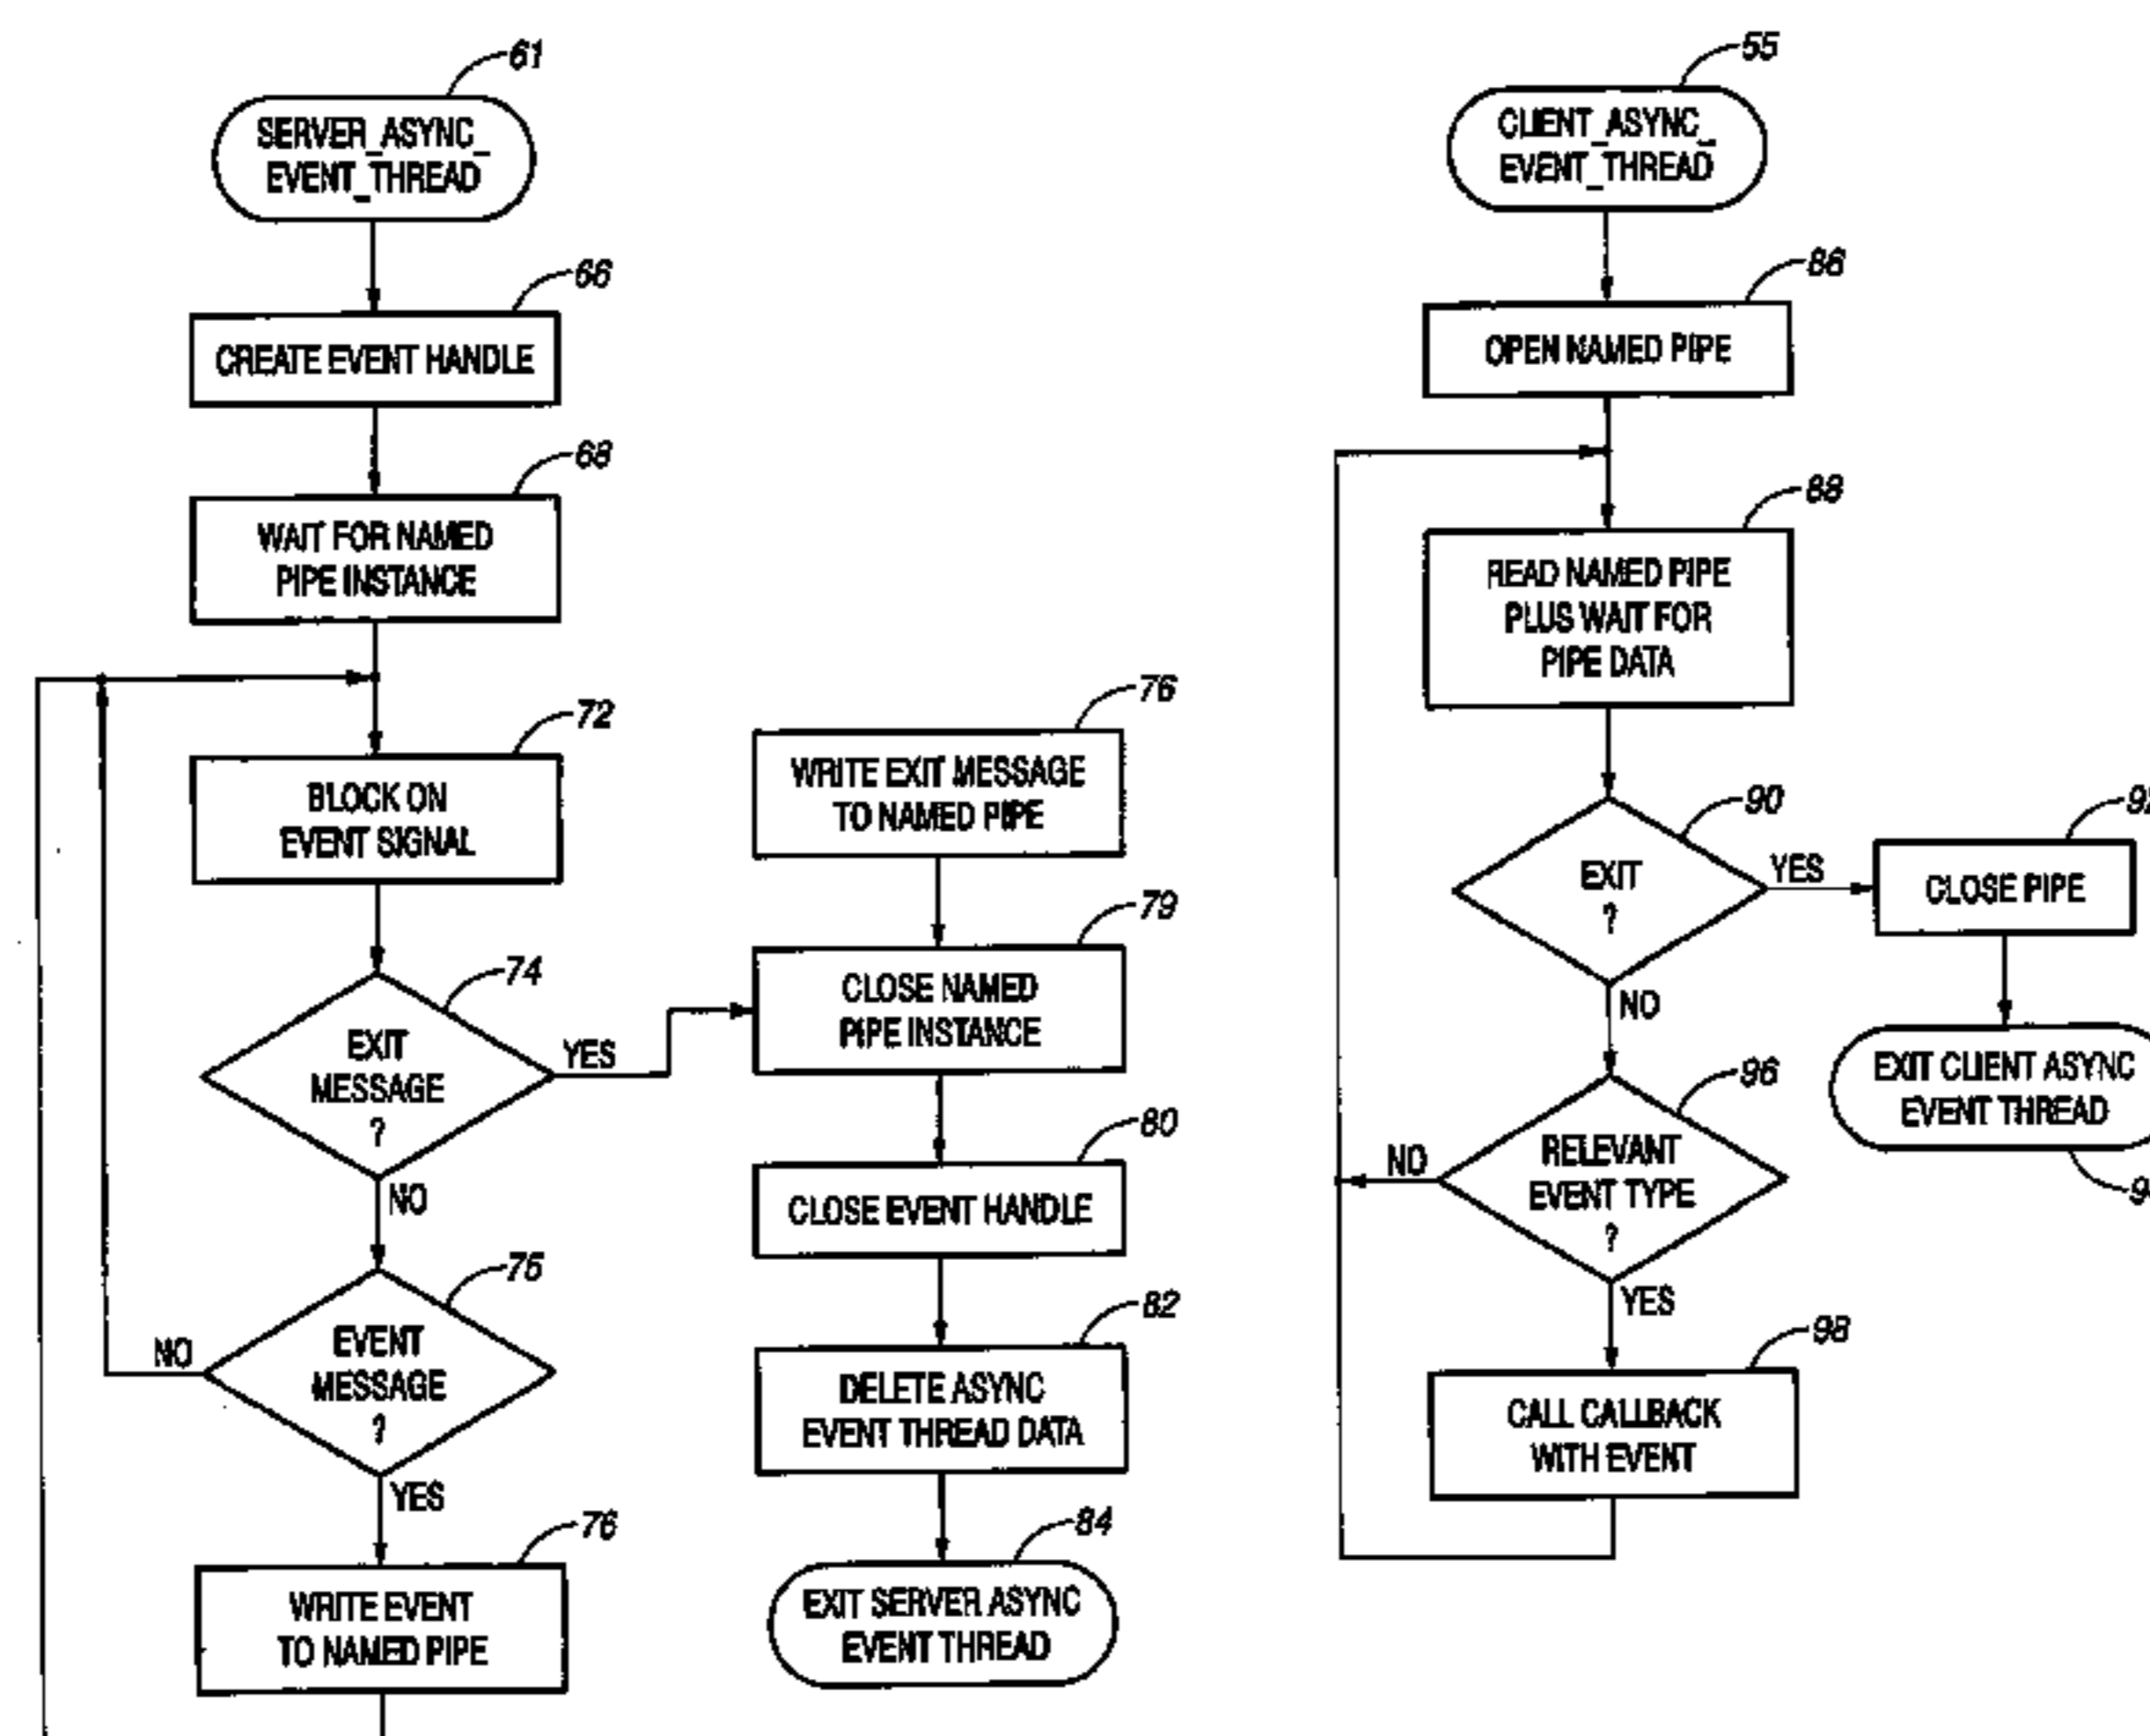 61
SERVER_ASYNC_
EVENT_THREAD
66
CREATE EVENT HANDLE
68
WAIT FOR NAMED
PIPE INSTANCE
72
BLOCK ON
EVENT SIGNAL
74
EXIT
MESSAGE
?
YES
NO
75
EVENT
MESSAGE
?
NO
YES
76
WRITE EVENT
TO NAMED PIPE
76
WRITE EXIT MESSAGE
TO NAMED PIPE
79
CLOSE NAMED
PIPE INSTANCE
80
CLOSE EVENT HANDLE
82
DELETE ASYNC
EVENT THREAD DATA
84
EXIT SERVER ASYNC
EVENT THREAD
55
CLIENT_ASYNC_
EVENT_THREAD
86
OPEN NAMED PIPE
88
READ NAMED PIPE
PLUS WAIT FOR
PIPE DATA
90
EXIT
?
YES
NO
CLOSE PIPE
EXIT CLIENT ASYNC
EVENT THREAD
96
RELEVANT
EVENT TYPE
?
NO
YES
98
CALL CALLBACK
WITH EVENT